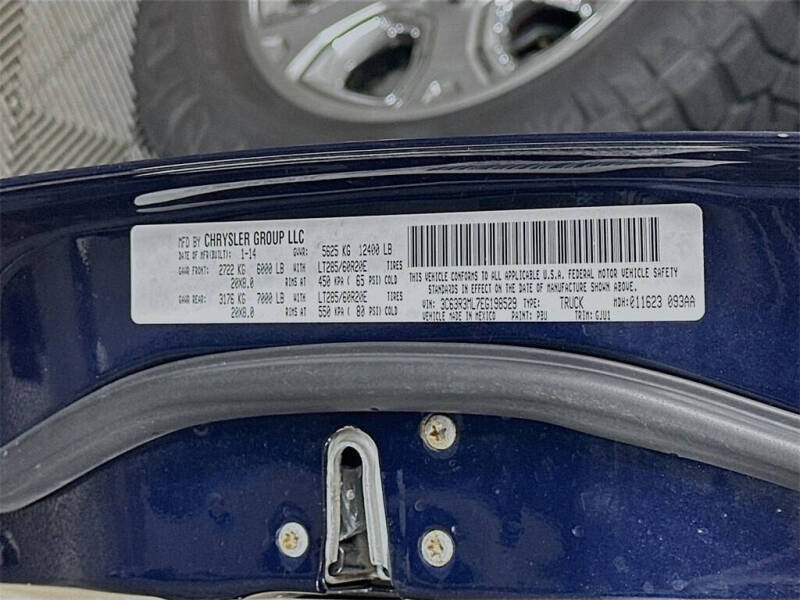 MFD BY CHRYSLER GROUP LLC
DATE OF MFR(BUILT): 1-14 GVWR: 5625 KG 12400 LB
GAWR FRONT: 2722 KG 6000 LB WITH LT285/60R20E TIRES
20X8.0 RIMS AT 450 KPA ( 65 PSI) COLD
GAWR REAR: 3176 KG 7000 LB WITH LT285/60R20E TIRES
20X8.0 RIMS AT 550 KPA ( 80 PSI) COLD
THIS VEHICLE CONFORMS TO ALL APPLICABLE U.S.A. FEDERAL MOTOR VEHICLE SAFETY
STANDARDS IN EFFECT ON THE DATE OF MANUFACTURE SHOWN ABOVE.
VIN: 3C63R3ML7EG198529 TYPE: TRUCK MDH: 011623 093AA
VEHICLE MADE IN MEXICO PAINT: PBU TRIM: GJU1